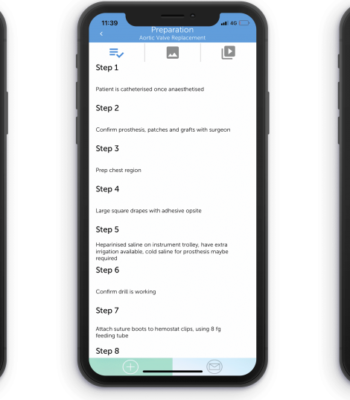 11:39
4G
Preparation
Aortic Valve Replacement
Step 1
Patient is catheterised once anaesthetised
Step 2
Confirm prosthesis, patches and grafts with surgeon
Step 3
Prep chest region
Step 4
Large square drapes with adhesive opsite
Step 5
Heparinised saline on instrument trolley, have extra
irrigation available, cold saline for prosthesis maybe
required
Step 6
Confirm drill is working
Step 7
Attach suture boots to hemostat clips, using 8 fg
feeding tube
Step 8